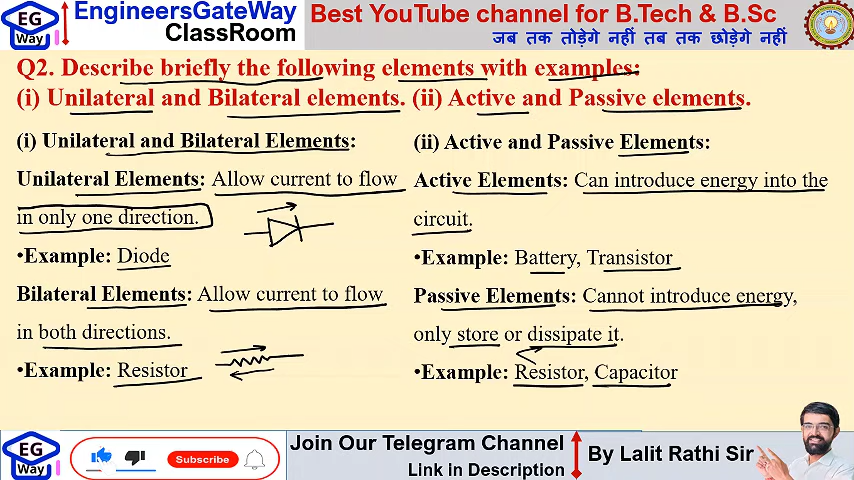 EG
Way
EngineersGateWay
ClassRoom
Best YouTube channel for B.Tech & B.Sc
जब तक तोड़ेगे नहीं तब तक छोड़ेगे नहीं
Q2. Describe briefly the following elements with examples:
(i) Unilateral and Bilateral elements. (ii) Active and Passive elements.
(i) Unilateral and Bilateral Elements:
Unilateral Elements: Allow current to flow
in only one direction.
•Example: Diode
Bilateral Elements: Allow current to flow
in both directions.
•Example: Resistor
(ii) Active and Passive Elements:
Active Elements: Can introduce energy into the
circuit.
•Example: Battery, Transistor
Passive Elements: Cannot introduce energy,
only store or dissipate it.
•Example: Resistor, Capacitor
EG
Way
Subscribe
Join Our Telegram Channel
Link in Description
By Lalit Rathi Sir
EG
Way